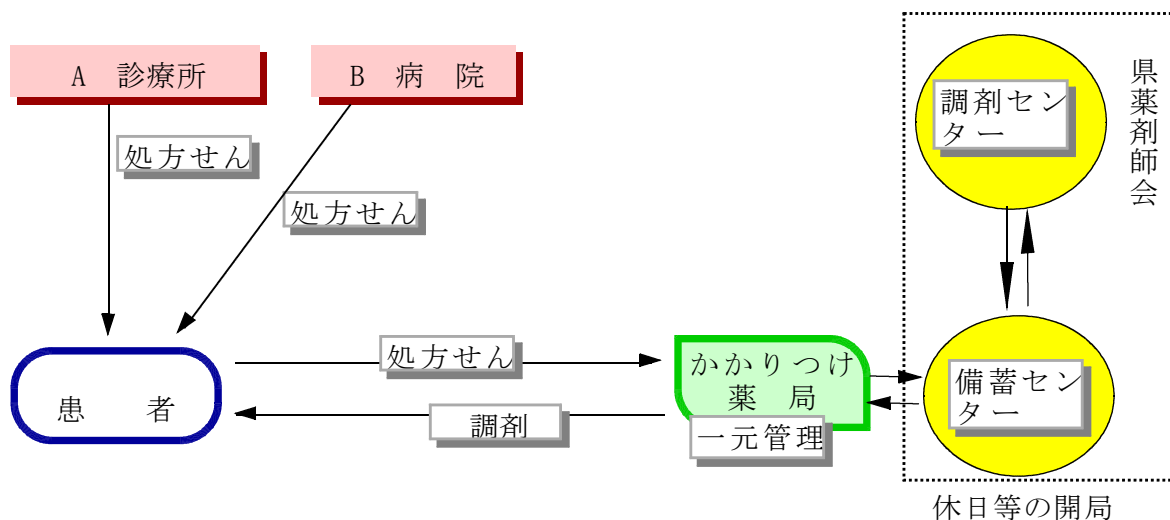 A 診療所
B 病 院
処方せん
処方せん
調剤セン
ター
県薬剤師会
処方せん
かかりつけ
薬 局
一元管理
備蓄セン
ター
患 者
調剤
休日等の開局